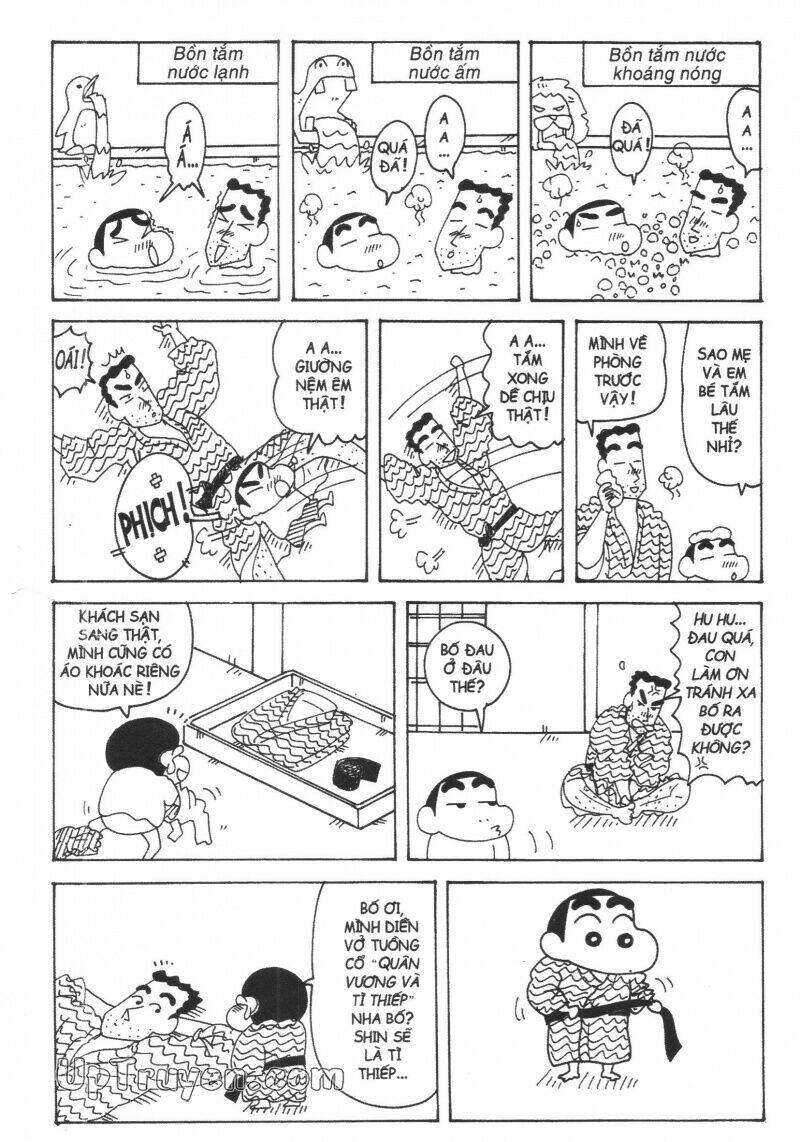 Bồn tắm nước
khoáng nóng
A
A...
ĐÃ
QUÁ!
Bồn tắm
nước ấm
A
A
...
QUÁ
ĐÃ!
Bồn tắm
nước lạnh
Á
Á...
SAO MẸ
VÀ EM
BÉ TẮM
LÂU
THẾ
NHỈ?
MÌNH VỀ
PHÒNG
TRƯỚC
VẬY!
A
A...
TẮM
XONG
DỄ CHỊU
THẬT!
A A...
GIƯỜNG
NỆM ÊM
THẬT!
PHỊCH!
OÁI!
HU HU...
ĐAU QUÁ,
CON
LÀM ƠN
TRÁNH XA
BỐ RA
ĐƯỢC
KHÔNG?
BỐ ĐAU
Ở ĐÂU
THẾ?
KHÁCH SẠN
SANG THẬT,
MÌNH CŨNG CÓ
ÁO KHOÁC RIÊNG
NỮA NÈ!
BỐ ƠI,
MÌNH DIỄN
VỞ TUỒNG
CỔ "QUÂN
VƯƠNG VÀ
TÌ THIẾP"
NHA BỐ?
SHIN SẼ
LÀ TÌ
THIẾP...
UpTruyen.com